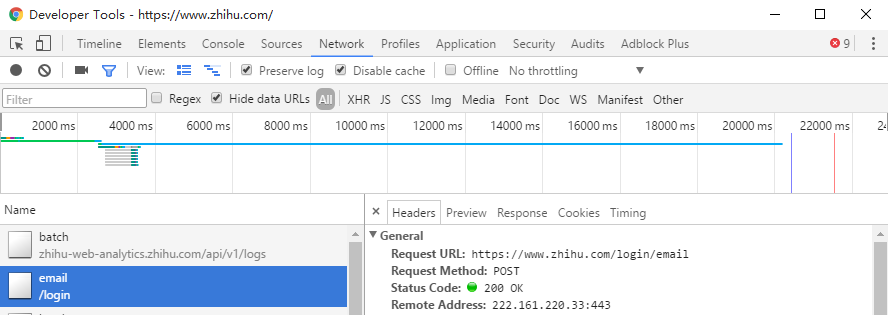 Developer Tools - https://www.zhihu.com/
Timeline Elements Console Sources Network Profiles Application Security Audits Adblock Plus 9
View: Preserve log Disable cache Offline No throttling
Filter Regex Hide data URLs All XHR JS CSS Img Media Font Doc WS Manifest Other
2000 ms 4000 ms 6000 ms 8000 ms 10000 ms 12000 ms 14000 ms 16000 ms 18000 ms 20000 ms 22000 ms
Name
batch
zhihu-web-analytics.zhihu.com/api/v1/logs
email
/login
Headers Preview Response Cookies Timing
General
Request URL: https://www.zhihu.com/login/email
Request Method: POST
Status Code: 200 OK
Remote Address: 222.161.220.33:443